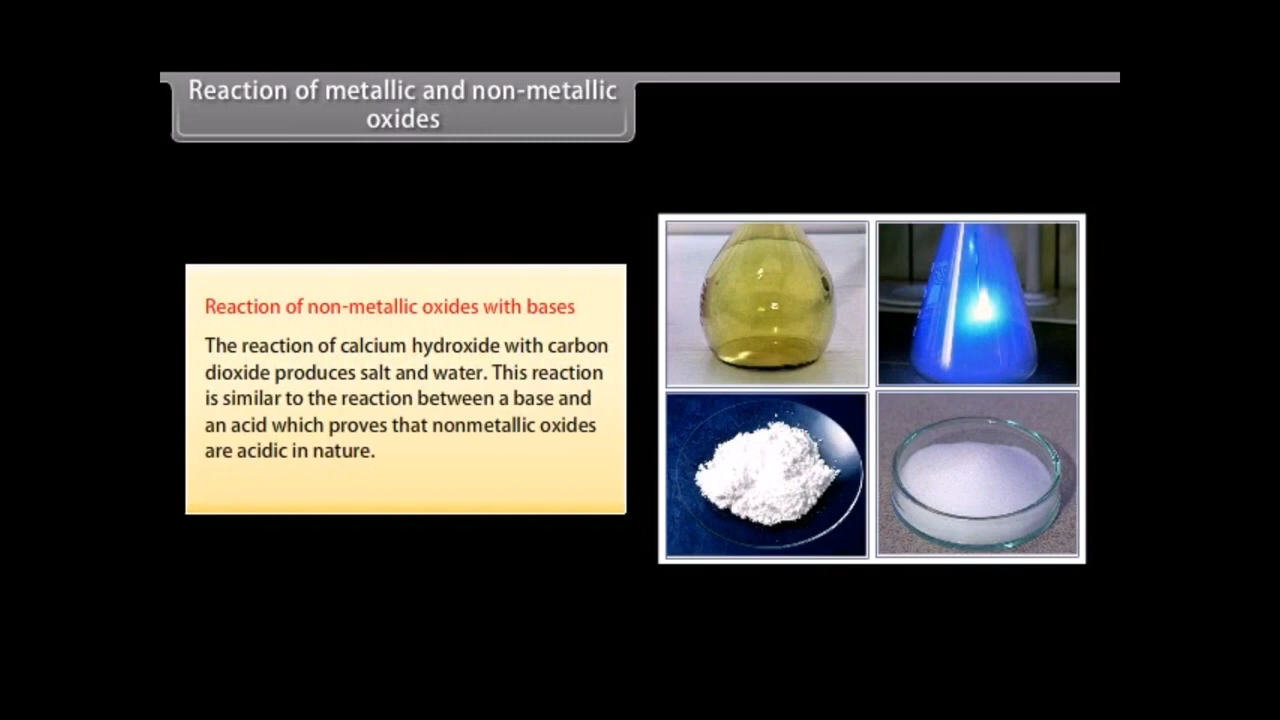 Reaction of metallic and non-metallic
oxides
Reaction of non-metallic oxides with bases
The reaction of calcium hydroxide with carbon
dioxide produces salt and water. This reaction
is similar to the reaction between a base and
an acid which proves that nonmetallic oxides
are acidic in nature.